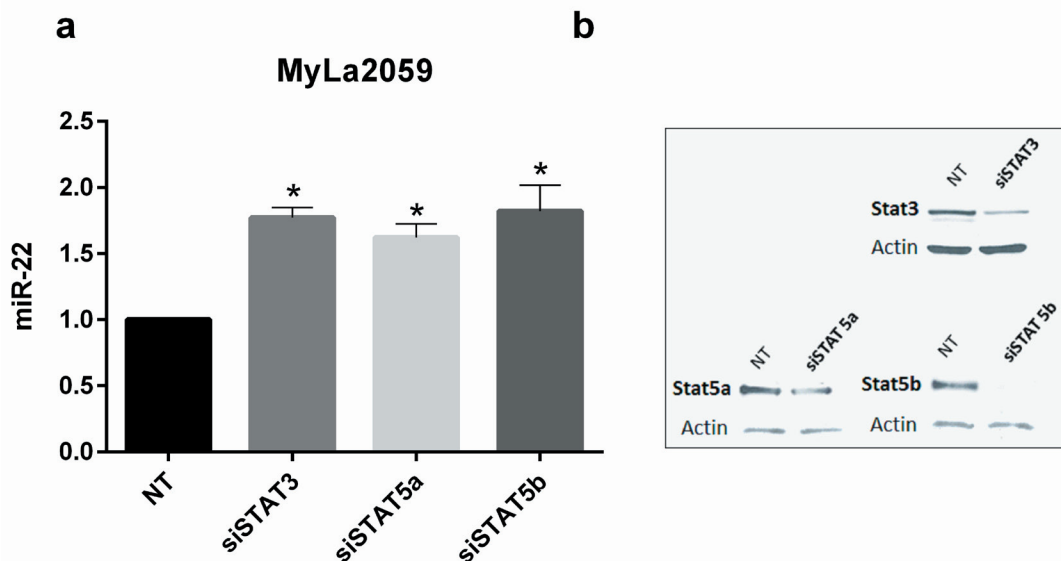 a
b
MyLa2059
2.5
2.0
1.5
1.0
0.5
0.0
miR-22
* * *
NT
siSTAT3
siSTAT5a
siSTAT5b
NT siSTAT3
Stat3
Actin
NT siSTAT 5a
Stat5a
Actin
NT siSTAT 5b
Stat5b
Actin